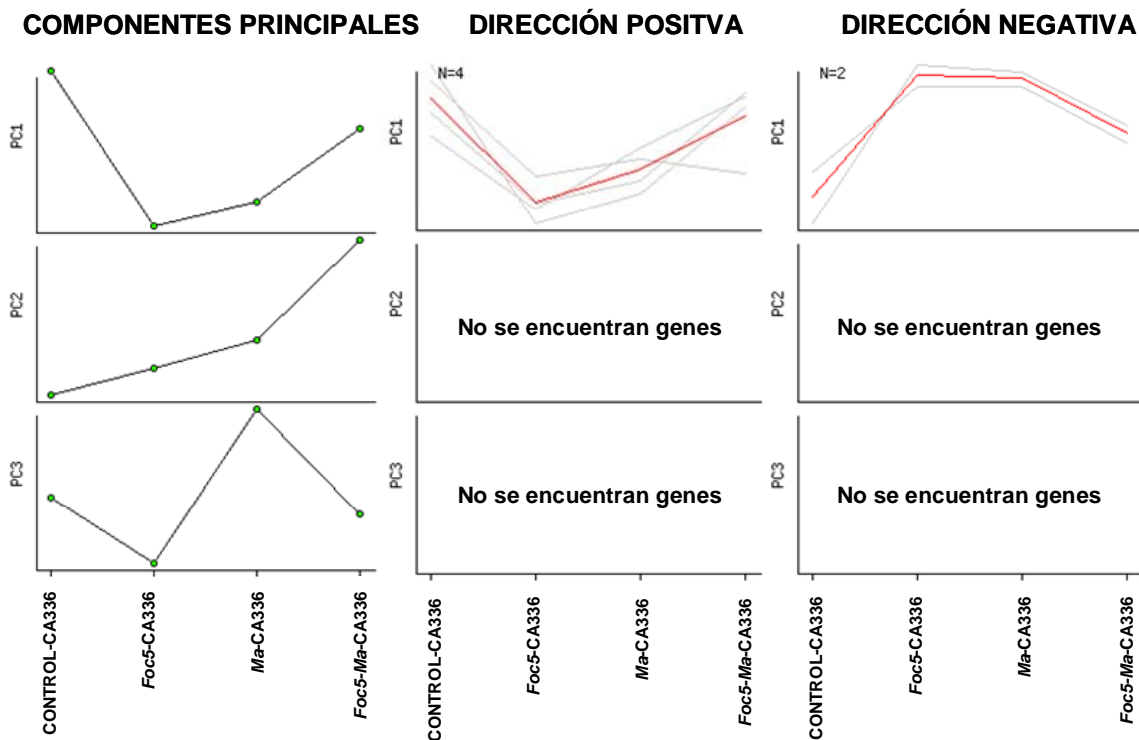 COMPONENTES PRINCIPALES
DIRECCIÓN POSITVA
DIRECCIÓN NEGATIVA
PC1
PC1
N=4
PC1
N=2
PC2
PC2
No se encuentran genes
PC2
No se encuentran genes
PC3
PC3
No se encuentran genes
PC3
No se encuentran genes
CONTROL-CA336
Foc5-CA336
Ma-CA336
Foc5-Ma-CA336
CONTROL-CA336
Foc5-CA336
Ma-CA336
Foc5-Ma-CA336
CONTROL-CA336
Foc5-CA336
Ma-CA336
Foc5-Ma-CA336